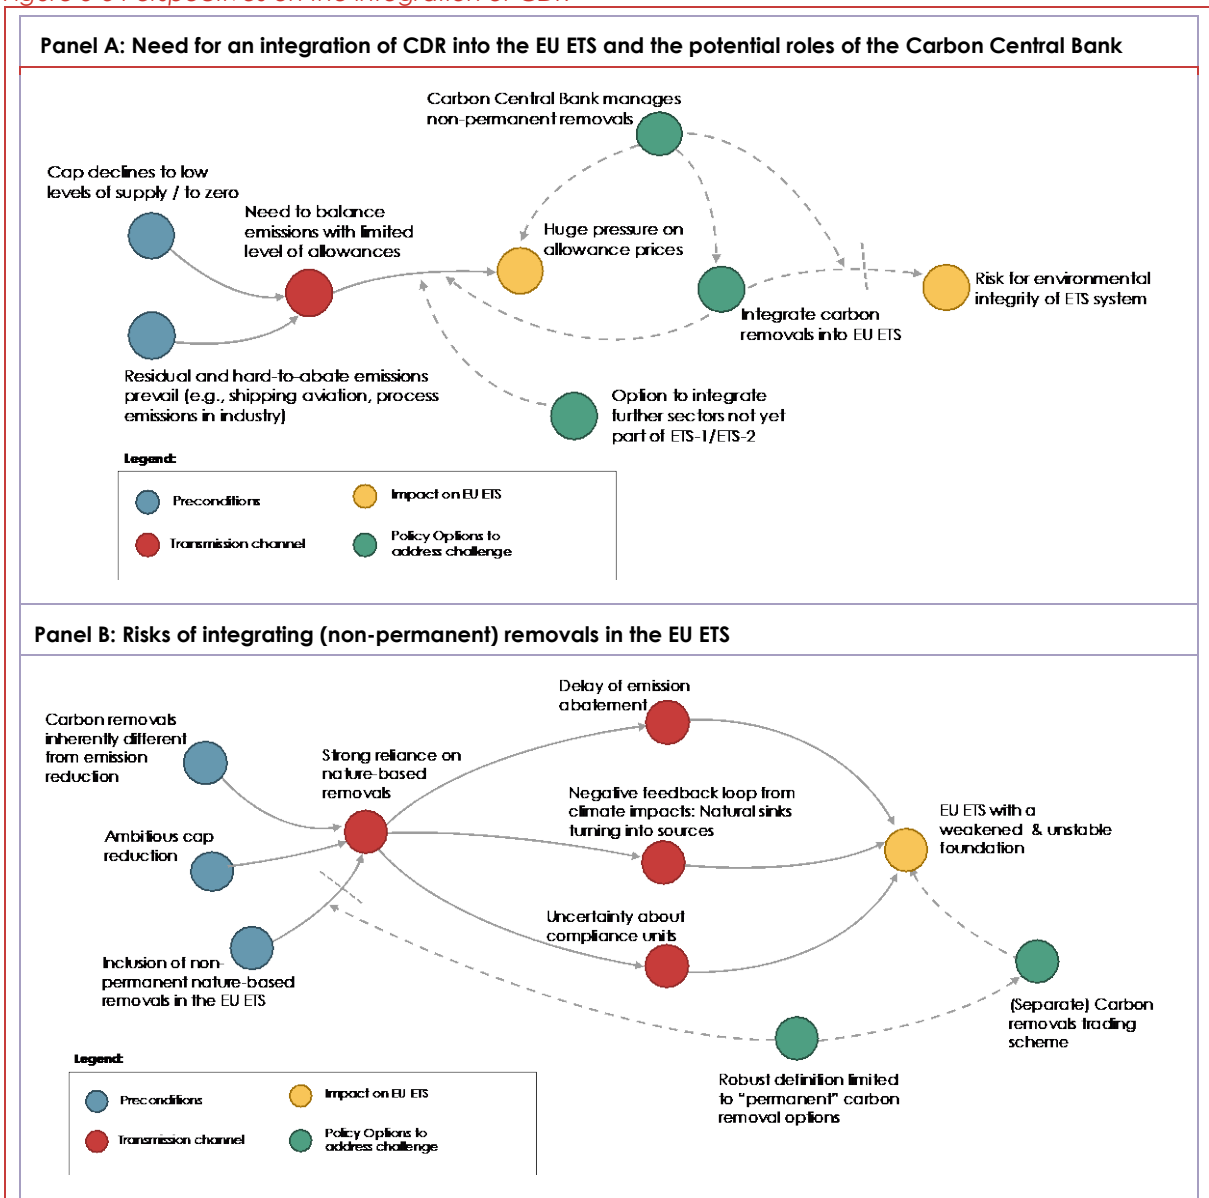 Panel A: Need for an integration of CDR into the EU ETS and the potential roles of the Carbon Central Bank
Carbon Central Bank manages
non-permanent removals
Cap declines to low
levels of supply / to zero
Need to balance
emissions with limited
level of allowances
Huge pressure on
allowance prices
Risk for environmental
integrity of ETS system
Integrate carbon
removals into EU ETS
Residual and hard-to-abate emissions
prevail (e.g., shipping aviation, process
emissions in industry)
Option to integrate
further sectors not yet
part of ETS-1/ETS-2
Legend:
Preconditions
Impact on EU ETS
Transmission channel
Policy Options to
address challenge
Panel B: Risks of integrating (non-permanent) removals in the EU ETS
Delay of emission
abatement
Carbon removals
inherently different
from emission
reduction
Strong reliance on
nature-based
removals
Negative feedback loop from
climate impacts: Natural sinks
turning into sources
EU ETS with a
weakened & unstable
foundation
Ambitious cap
reduction
Uncertainty about
compliance units
Inclusion of non-
permanent nature-based
removals in the EU ETS
(Separate) Carbon
removals trading
scheme
Robust definition limited
to "permanent" carbon
removal options
Legend:
Preconditions
Impact on EU ETS
Transmission channel
Policy Options to
address challenge